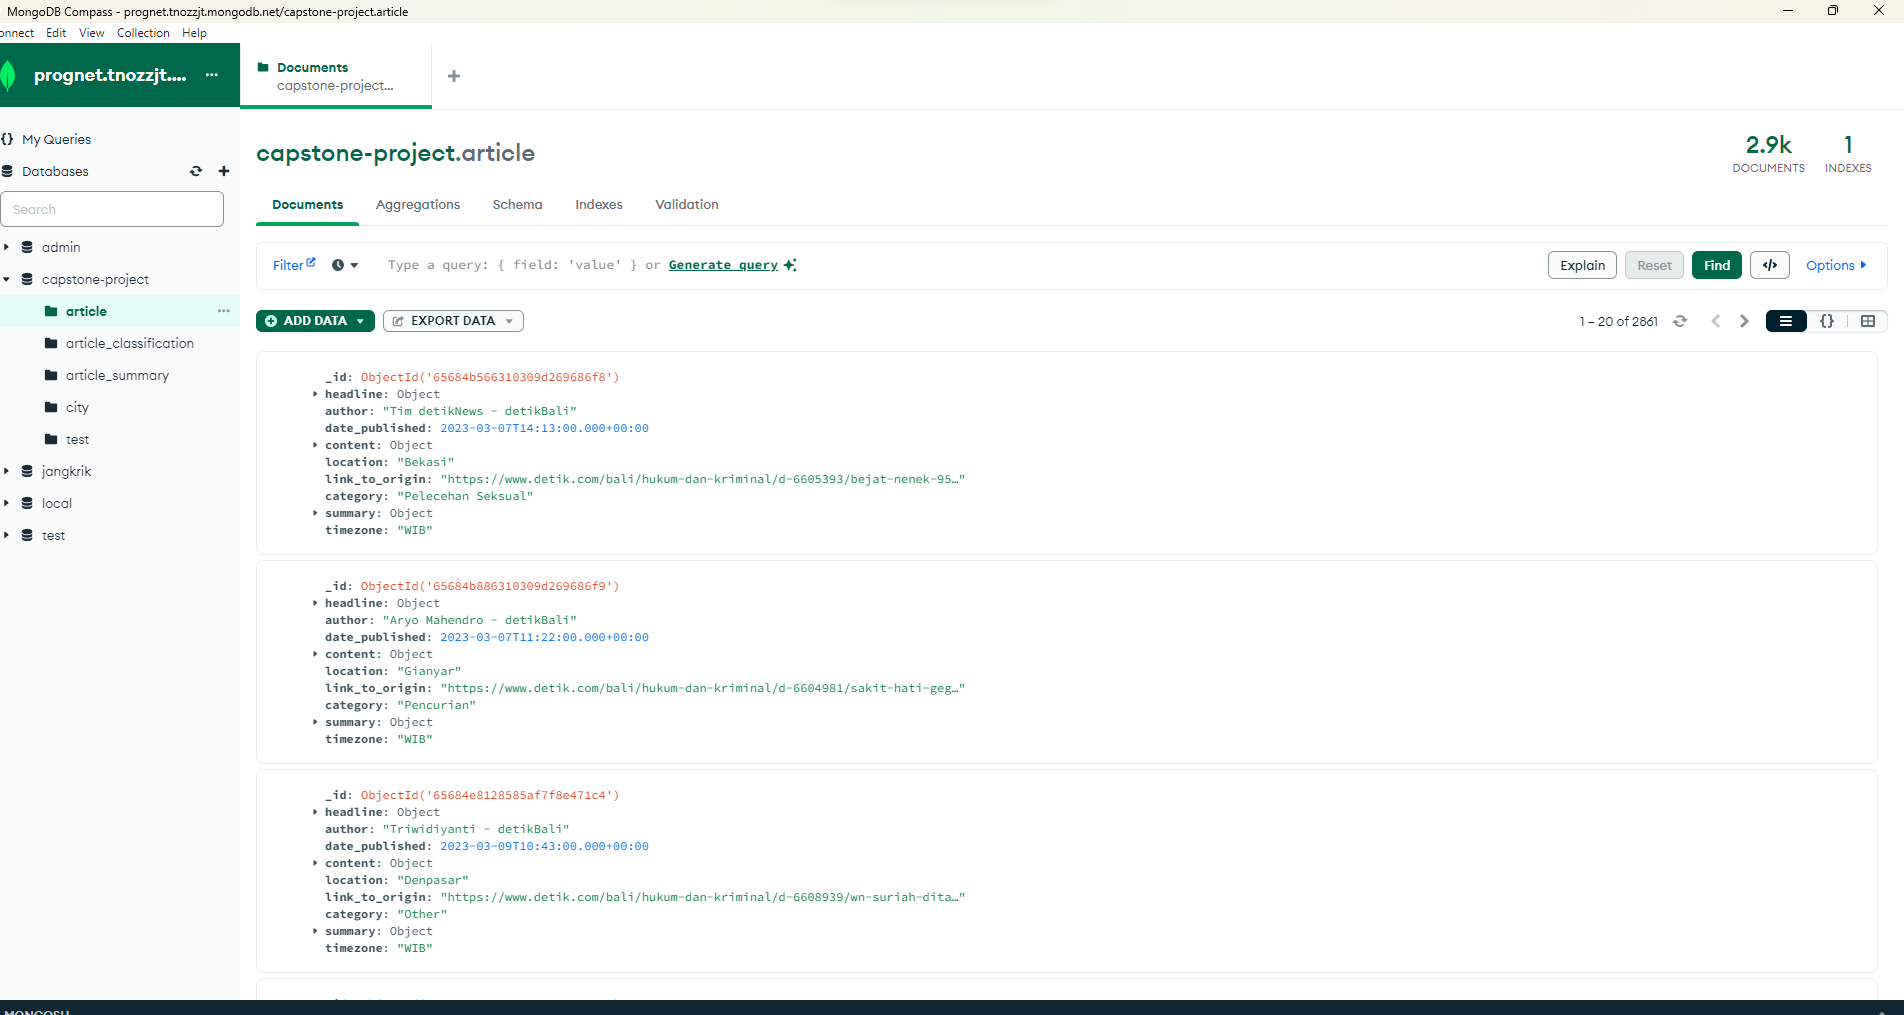 MongoDB Compass - prognet.tnozzjt.mongodb.net/capstone-project.article
onnect Edit View Collection Help
prognet.tnozzjt.... ...
Documents
capstone-project...
My Queries
Databases
Search
admin
capstone-project
article
article_classification
article_summary
city
test
jangkrik
local
test
capstone-project.article
2.9k
DOCUMENTS
1
INDEXES
Documents Aggregations Schema Indexes Validation
Filter Type a query: { field: 'value' } or Generate query Explain Reset Find </> Options
ADD DATA EXPORT DATA 1 – 20 of 2861 {}
_id: ObjectId('65684b566310309d269686f8')
headline: Object
author: "Tim detikNews - detikBali"
date_published: 2023-03-07T14:13:00.000+00:00
content: Object
location: "Bekasi"
link_to_origin: "https://www.detik.com/bali/hukum-dan-kriminal/d-6605393/bejat-nenek-95…"
category: "Pelecehan Seksual"
summary: Object
timezone: "WIB"
_id: ObjectId('65684b886310309d269686f9')
headline: Object
author: "Aryo Mahendro - detikBali"
date_published: 2023-03-07T11:22:00.000+00:00
content: Object
location: "Gianyar"
link_to_origin: "https://www.detik.com/bali/hukum-dan-kriminal/d-6604981/sakit-hati-geg…"
category: "Pencurian"
summary: Object
timezone: "WIB"
_id: ObjectId('65684e8128585af7f8e471c4')
headline: Object
author: "Triwidiyanti - detikBali"
date_published: 2023-03-09T10:43:00.000+00:00
content: Object
location: "Denpasar"
link_to_origin: "https://www.detik.com/bali/hukum-dan-kriminal/d-6608939/wn-suriah-dita…"
category: "Other"
summary: Object
timezone: "WIB"
MONGOSH